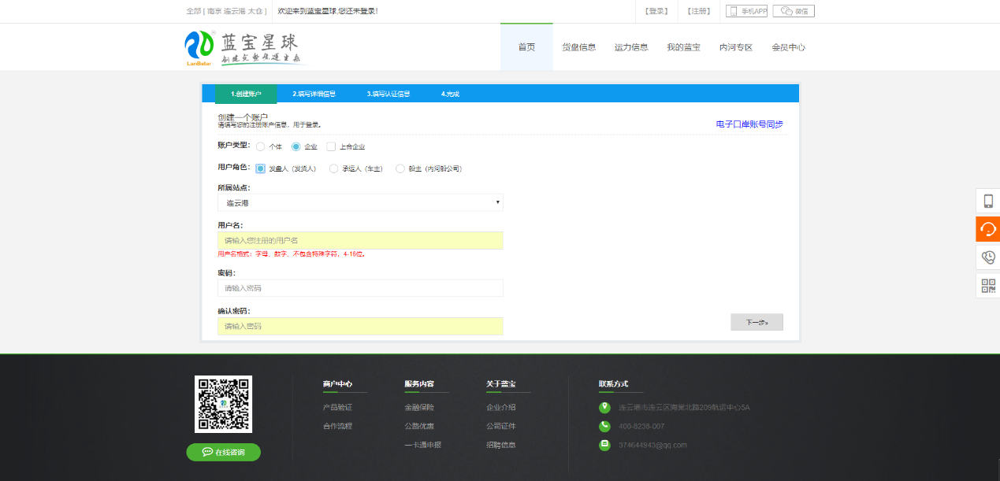 全部 [ 南京 连云港 太仓 ] 欢迎来到蓝宝星球,您还未登录! 【登录】 【注册】 手机APP 微信
蓝宝星球
LanBstar
首页 货盘信息 运力信息 我的蓝宝 内河专区 会员中心
1.创建账户 2.填写详细信息 3.填写认证信息 4.完成
创建一个账户
请填写您的注册账户信息，用于登录。
电子口岸账号同步
账户类型: 个体 企业 上合企业
用户角色: 发盘人（发货人） 承运人（车主） 船主（内河船公司）
所属站点:
连云港
用户名:
请输入您注册的用户名
用户名格式：字母、数字、不包含特殊字符，4-16位。
密码:
请输入密码
确认密码:
请输入密码
下一步»
商户中心 服务内容 关于蓝宝 联系方式
产品验证 金融保险 企业介绍 连云港市连云区海棠北路209航运中心5A
合作流程 公路优惠 公司证件 400-8238-007
一卡通申报 招聘信息 374644943@qq.com
在线咨询